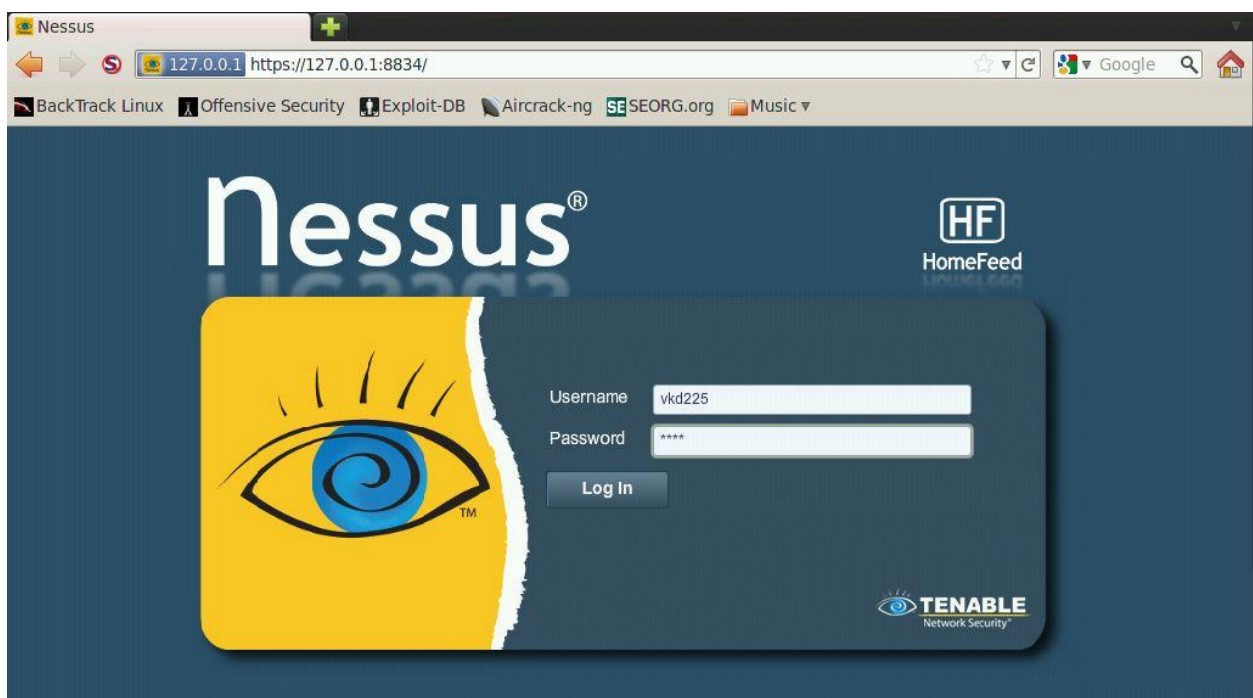 Nessus
127.0.0.1 https://127.0.0.1:8834/
Google
BackTrack Linux Offensive Security Exploit-DB Aircrack-ng SE SEORG.org Music
Nessus®
HF
HomeFeed
Username vkd225
Password ****
Log In
TM
TENABLE
Network Security®